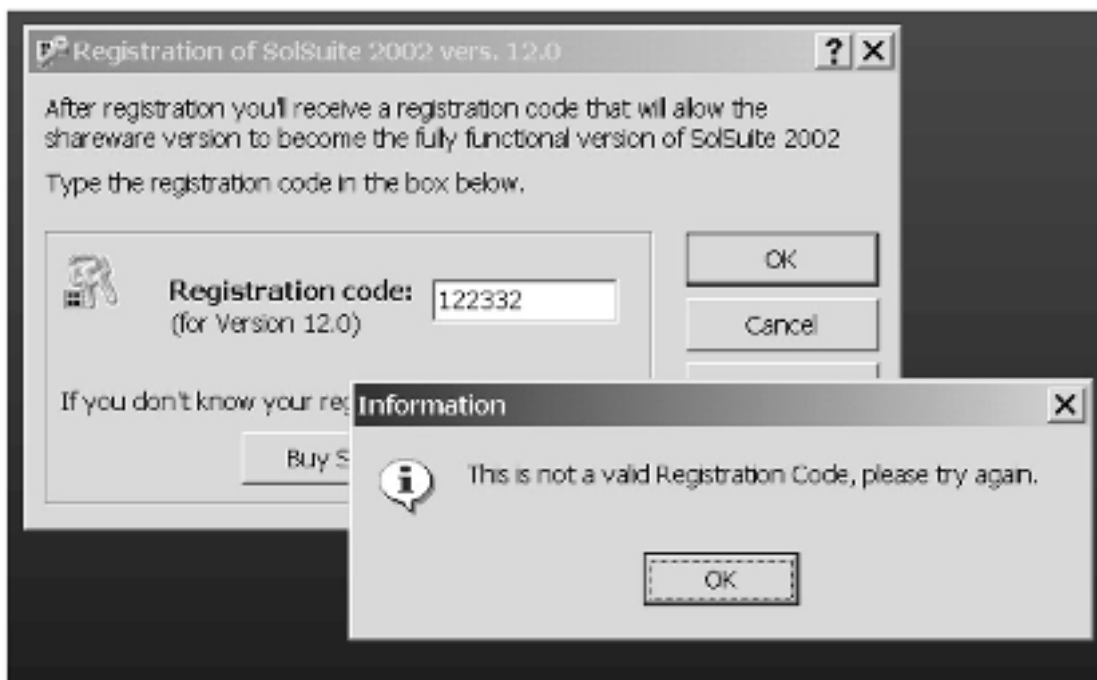 Registration of SolSuite 2002 vers. 12.0
After registration you'll receive a registration code that will allow the
shareware version to become the fully functional version of SolSuite 2002
Type the registration code in the box below.
Registration code:
122332
(for Version 12.0)
OK
Cancel
If you don't know your reg
Buy S
Information
This is not a valid Registration Code, please try again.
OK